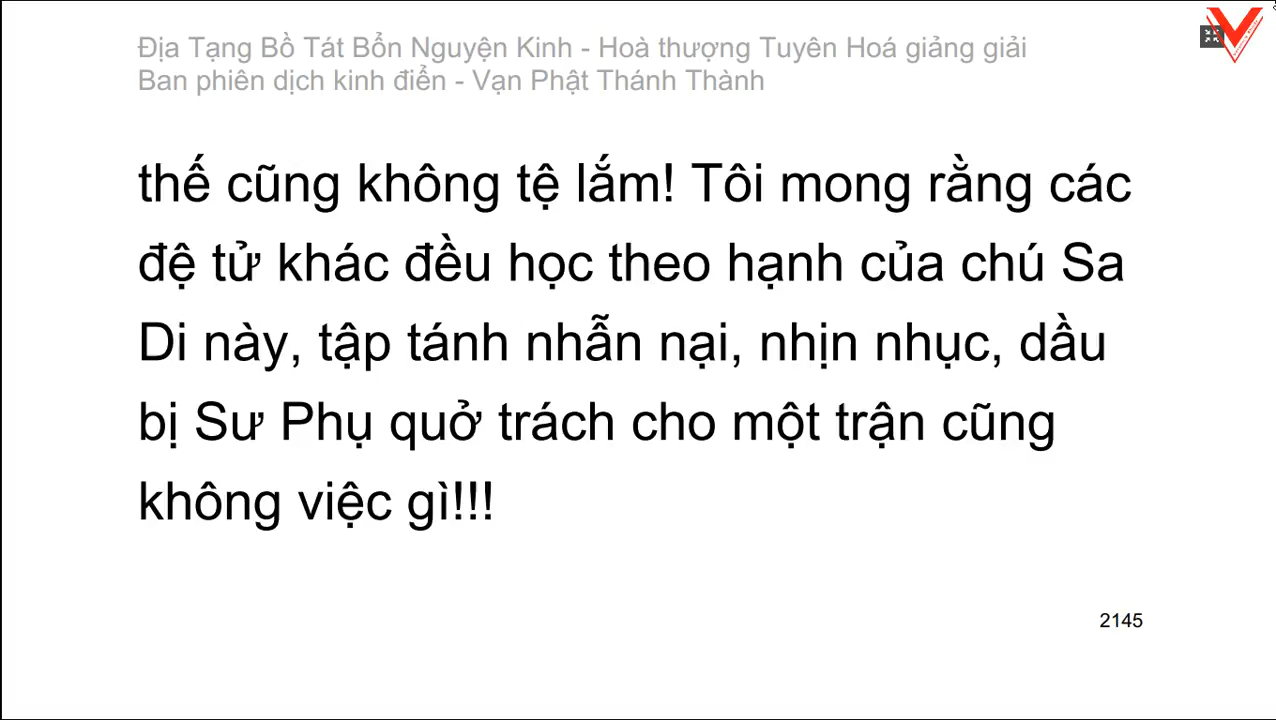 Địa Tạng Bồ Tát Bổn Nguyện Kinh - Hoà thượng Tuyên Hoá giảng giải
Ban phiên dịch kinh điển - Vạn Phật Thánh Thành
thế cũng không tệ lắm! Tôi mong rằng các
đệ tử khác đều học theo hạnh của chú Sa
Di này, tập tánh nhẫn nại, nhịn nhục, dầu
bị Sư Phụ quở trách cho một trận cũng
không việc gì!!!
2145